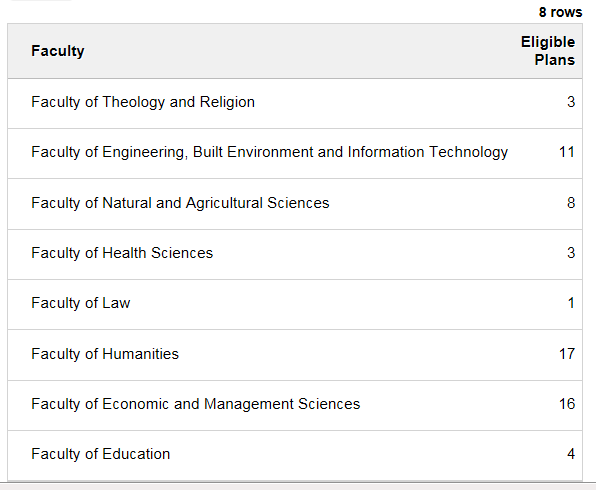 8 rows
Faculty
Eligible
Plans
Faculty of Theology and Religion 3
Faculty of Engineering, Built Environment and Information Technology 11
Faculty of Natural and Agricultural Sciences 8
Faculty of Health Sciences 3
Faculty of Law 1
Faculty of Humanities 17
Faculty of Economic and Management Sciences 16
Faculty of Education 4